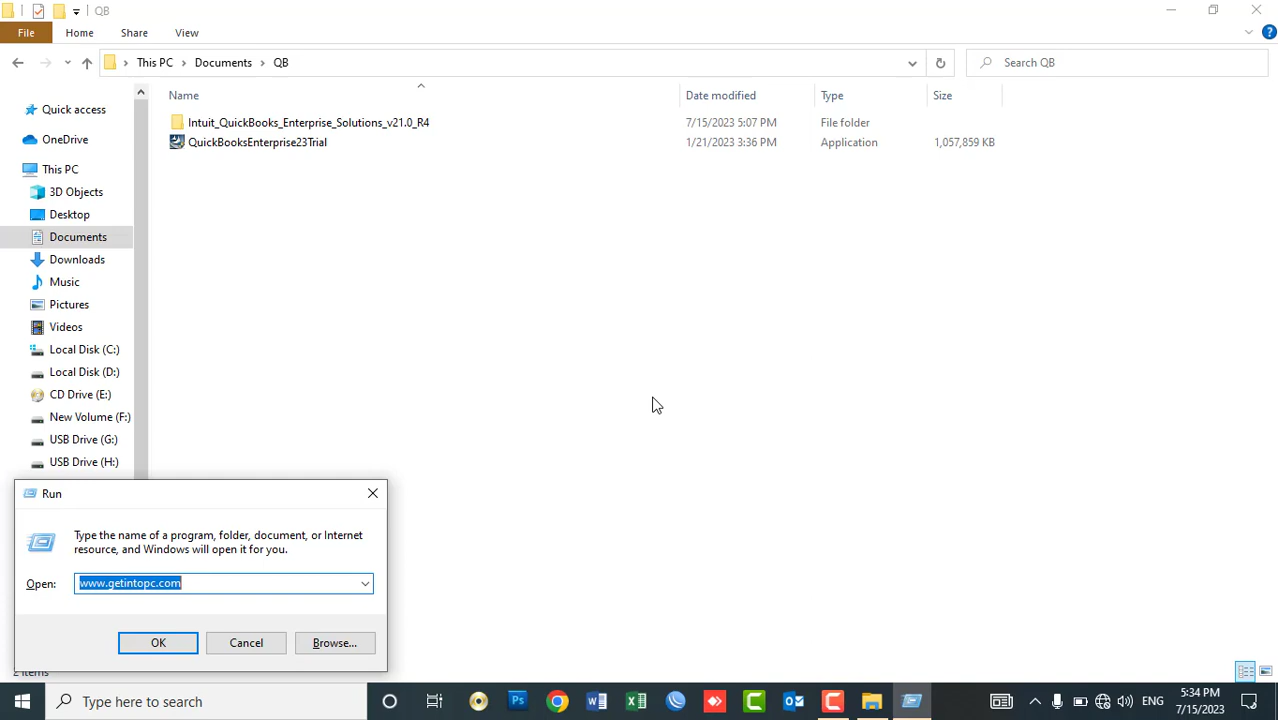 QB
File Home Share View
This PC Documents QB Search QB
Name Date modified Type Size
Quick access
OneDrive
This PC
3D Objects
Desktop
Documents
Downloads
Music
Pictures
Videos
Local Disk (C:)
Local Disk (D:)
CD Drive (E:)
New Volume (F:)
USB Drive (G:)
USB Drive (H:)
Intuit_QuickBooks_Enterprise_Solutions_v21.0_R4 7/15/2023 5:07 PM File folder
QuickBooksEnterprise23Trial 1/21/2023 3:36 PM Application 1,057,859 KB
Run
Type the name of a program, folder, document, or Internet
resource, and Windows will open it for you.
Open: www.getintopc.com
OK Cancel Browse...
2 items
Type here to search
ENG
5:34 PM
7/15/2023